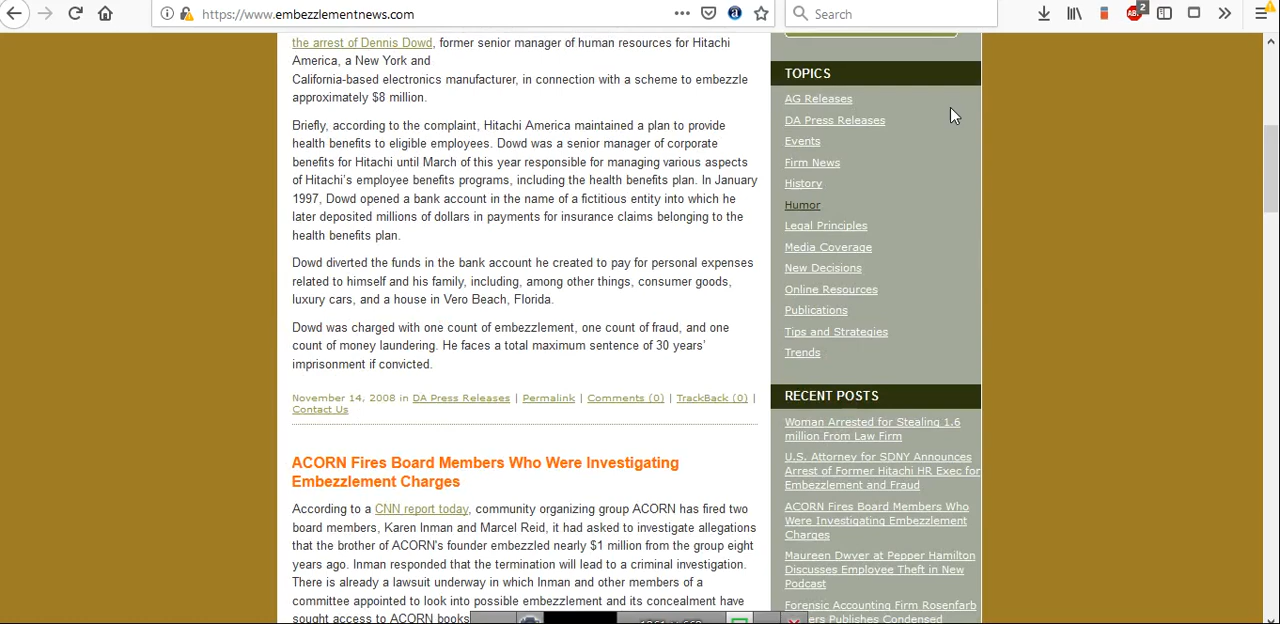 https://www.embezzlementnews.com
Search
2
the arrest of Dennis Dowd, former senior manager of human resources for Hitachi
America, a New York and
California-based electronics manufacturer, in connection with a scheme to embezzle
approximately $8 million.
Briefly, according to the complaint, Hitachi America maintained a plan to provide
health benefits to eligible employees. Dowd was a senior manager of corporate
benefits for Hitachi until March of this year responsible for managing various aspects
of Hitachi's employee benefits programs, including the health benefits plan. In January
1997, Dowd opened a bank account in the name of a fictitious entity into which he
later deposited millions of dollars in payments for insurance claims belonging to the
health benefits plan.
Dowd diverted the funds in the bank account he created to pay for personal expenses
related to himself and his family, including, among other things, consumer goods,
luxury cars, and a house in Vero Beach, Florida.
Dowd was charged with one count of embezzlement, one count of fraud, and one
count of money laundering. He faces a total maximum sentence of 30 years'
imprisonment if convicted.
November 14, 2008 in DA Press Releases | Permalink | Comments (0) | TrackBack (0) |
Contact Us
ACORN Fires Board Members Who Were Investigating
Embezzlement Charges
According to a CNN report today, community organizing group ACORN has fired two
board members, Karen Inman and Marcel Reid, it had asked to investigate allegations
that the brother of ACORN's founder embezzled nearly $1 million from the group eight
years ago. Inman responded that the termination will lead to a criminal investigation.
There is already a lawsuit underway in which Inman and other members of a
committee appointed to look into possible embezzlement and its concealment have
sought access to ACORN books
TOPICS
AG Releases
DA Press Releases
Events
Firm News
History
Humor
Legal Principles
Media Coverage
New Decisions
Online Resources
Publications
Tips and Strategies
Trends
RECENT POSTS
Woman Arrested for Stealing 1.6
million From Law Firm
U.S. Attorney for SDNY Announces
Arrest of Former Hitachi HR Exec for
Embezzlement and Fraud
ACORN Fires Board Members Who
Were Investigating Embezzlement
Charges
Maureen Dwyer at Pepper Hamilton
Discusses Employee Theft in New
Podcast
Forensic Accounting Firm Rosenfarb
Publishes Condensed